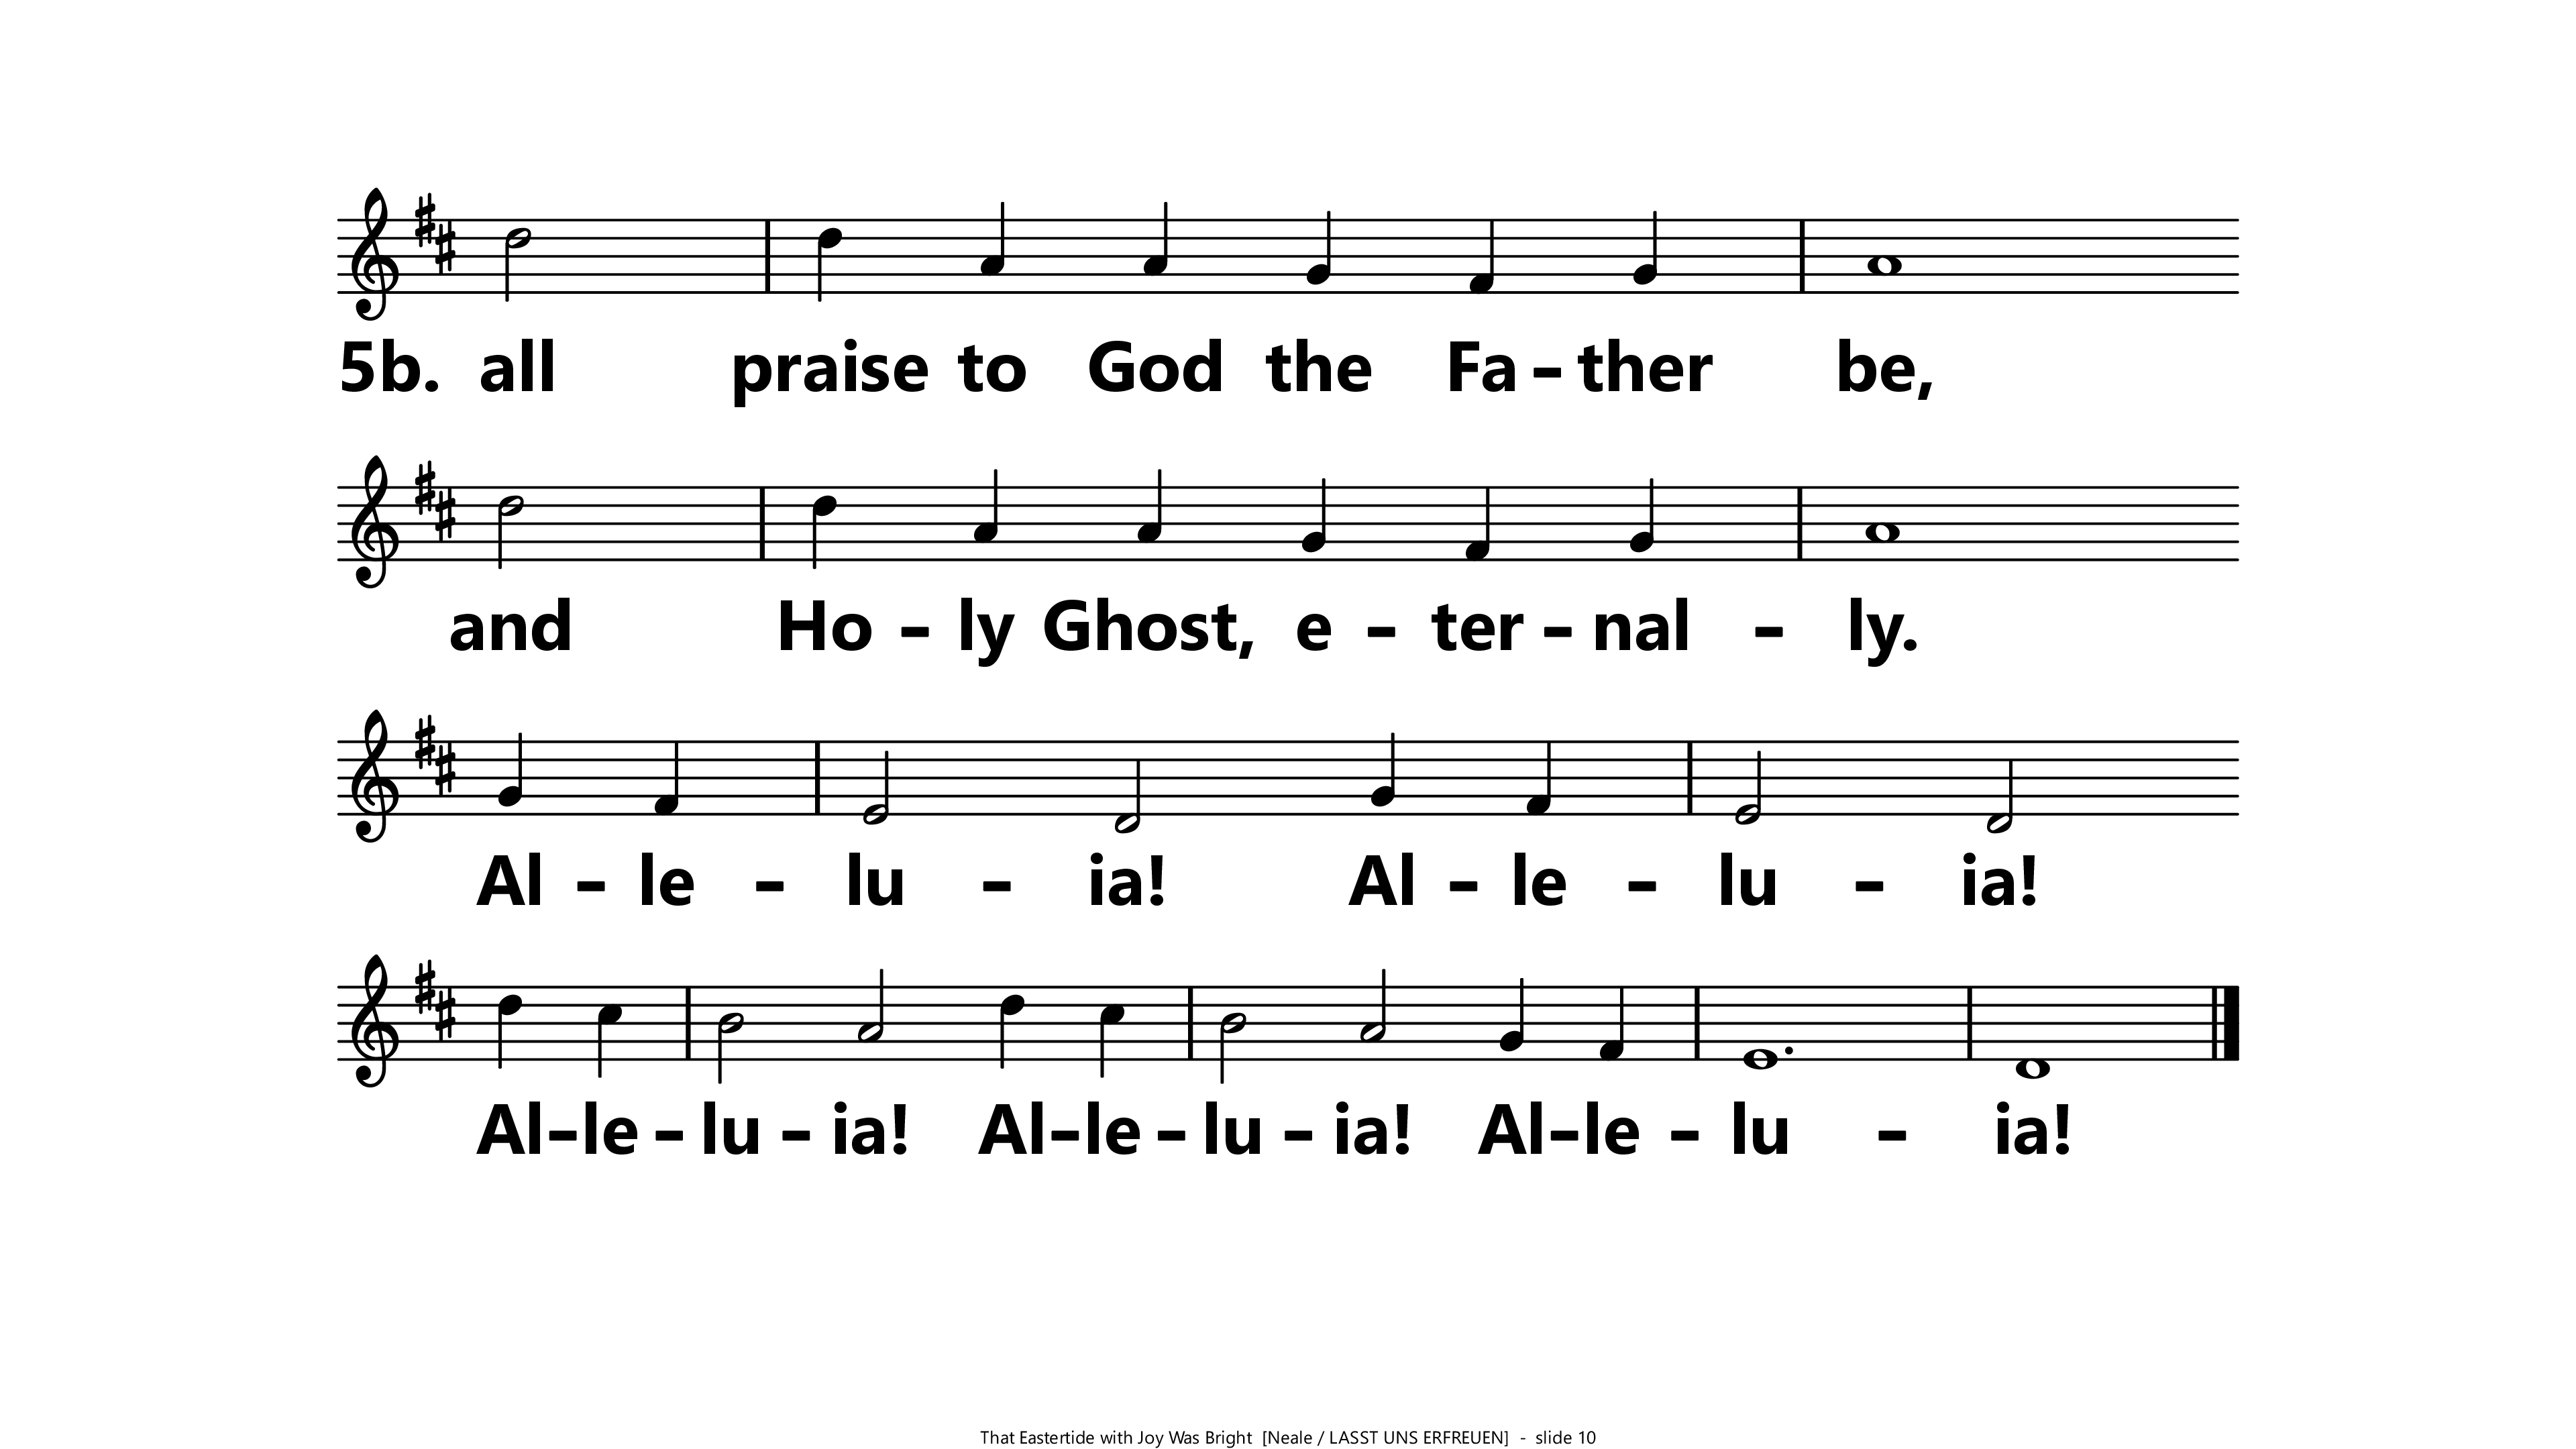 5b. all praise to God the Fa - ther be,
and Ho - ly Ghost, e - ter - nal - ly.
Al - le - lu - ia! Al - le - lu - ia!
Al - le - lu - ia! Al - le - lu - ia! Al - le - lu - ia!
That Eastertide with Joy Was Bright [Neale / LASST UNS ERFREUEN] - slide 10